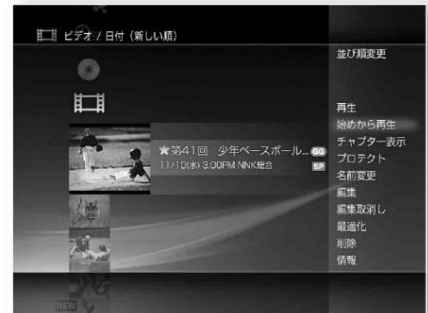 ビデオ / 日付（新しい順）
並び順変更
再生
始めから再生
チャプター表示
プロテクト
名前変更
編集
編集取消し
最適化
削除
情報
★第41回 少年ベースボール... GG
11/10(水) 3:00PM NNK総合 SP
NEW